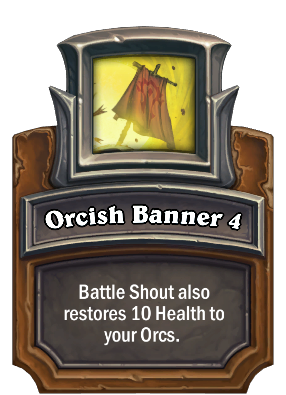 Orcish Banner 4
Battle Shout also
restores 10 Health to
your Orcs.